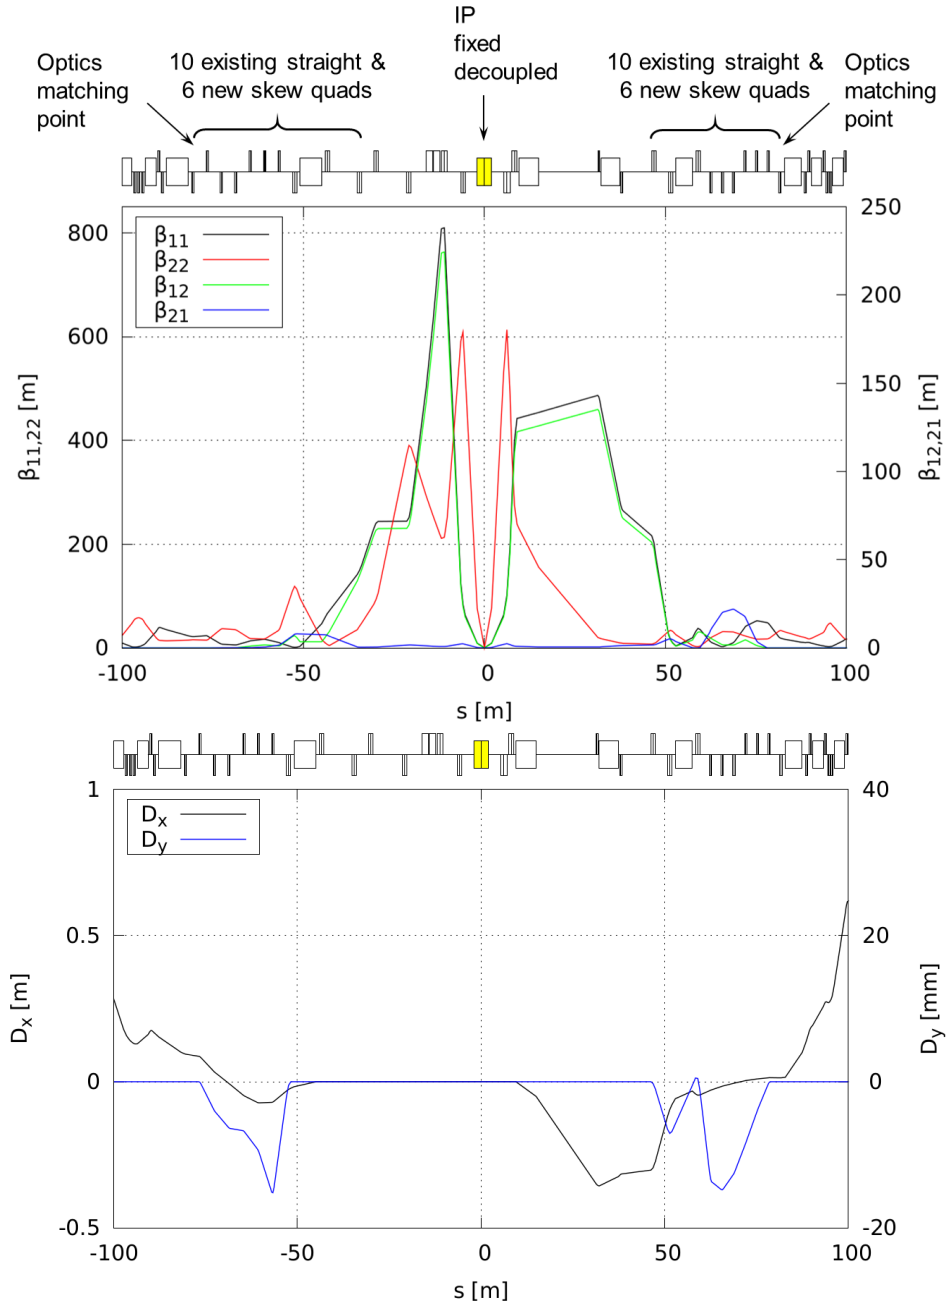 IP
fixed
decoupled
Optics
matching
point
10 existing straight &
6 new skew quads
10 existing straight &
6 new skew quads
Optics
matching
point
β11
β22
β12
β21
800
600
400
200
0
250
200
150
100
50
0
β11,22 [m]
β12,21 [m]
-100
-50
0
50
100
s [m]
Dx
Dy
1
0.5
0
-0.5
40
20
0
-20
Dx [m]
Dy [mm]
-100
-50
0
50
100
s [m]